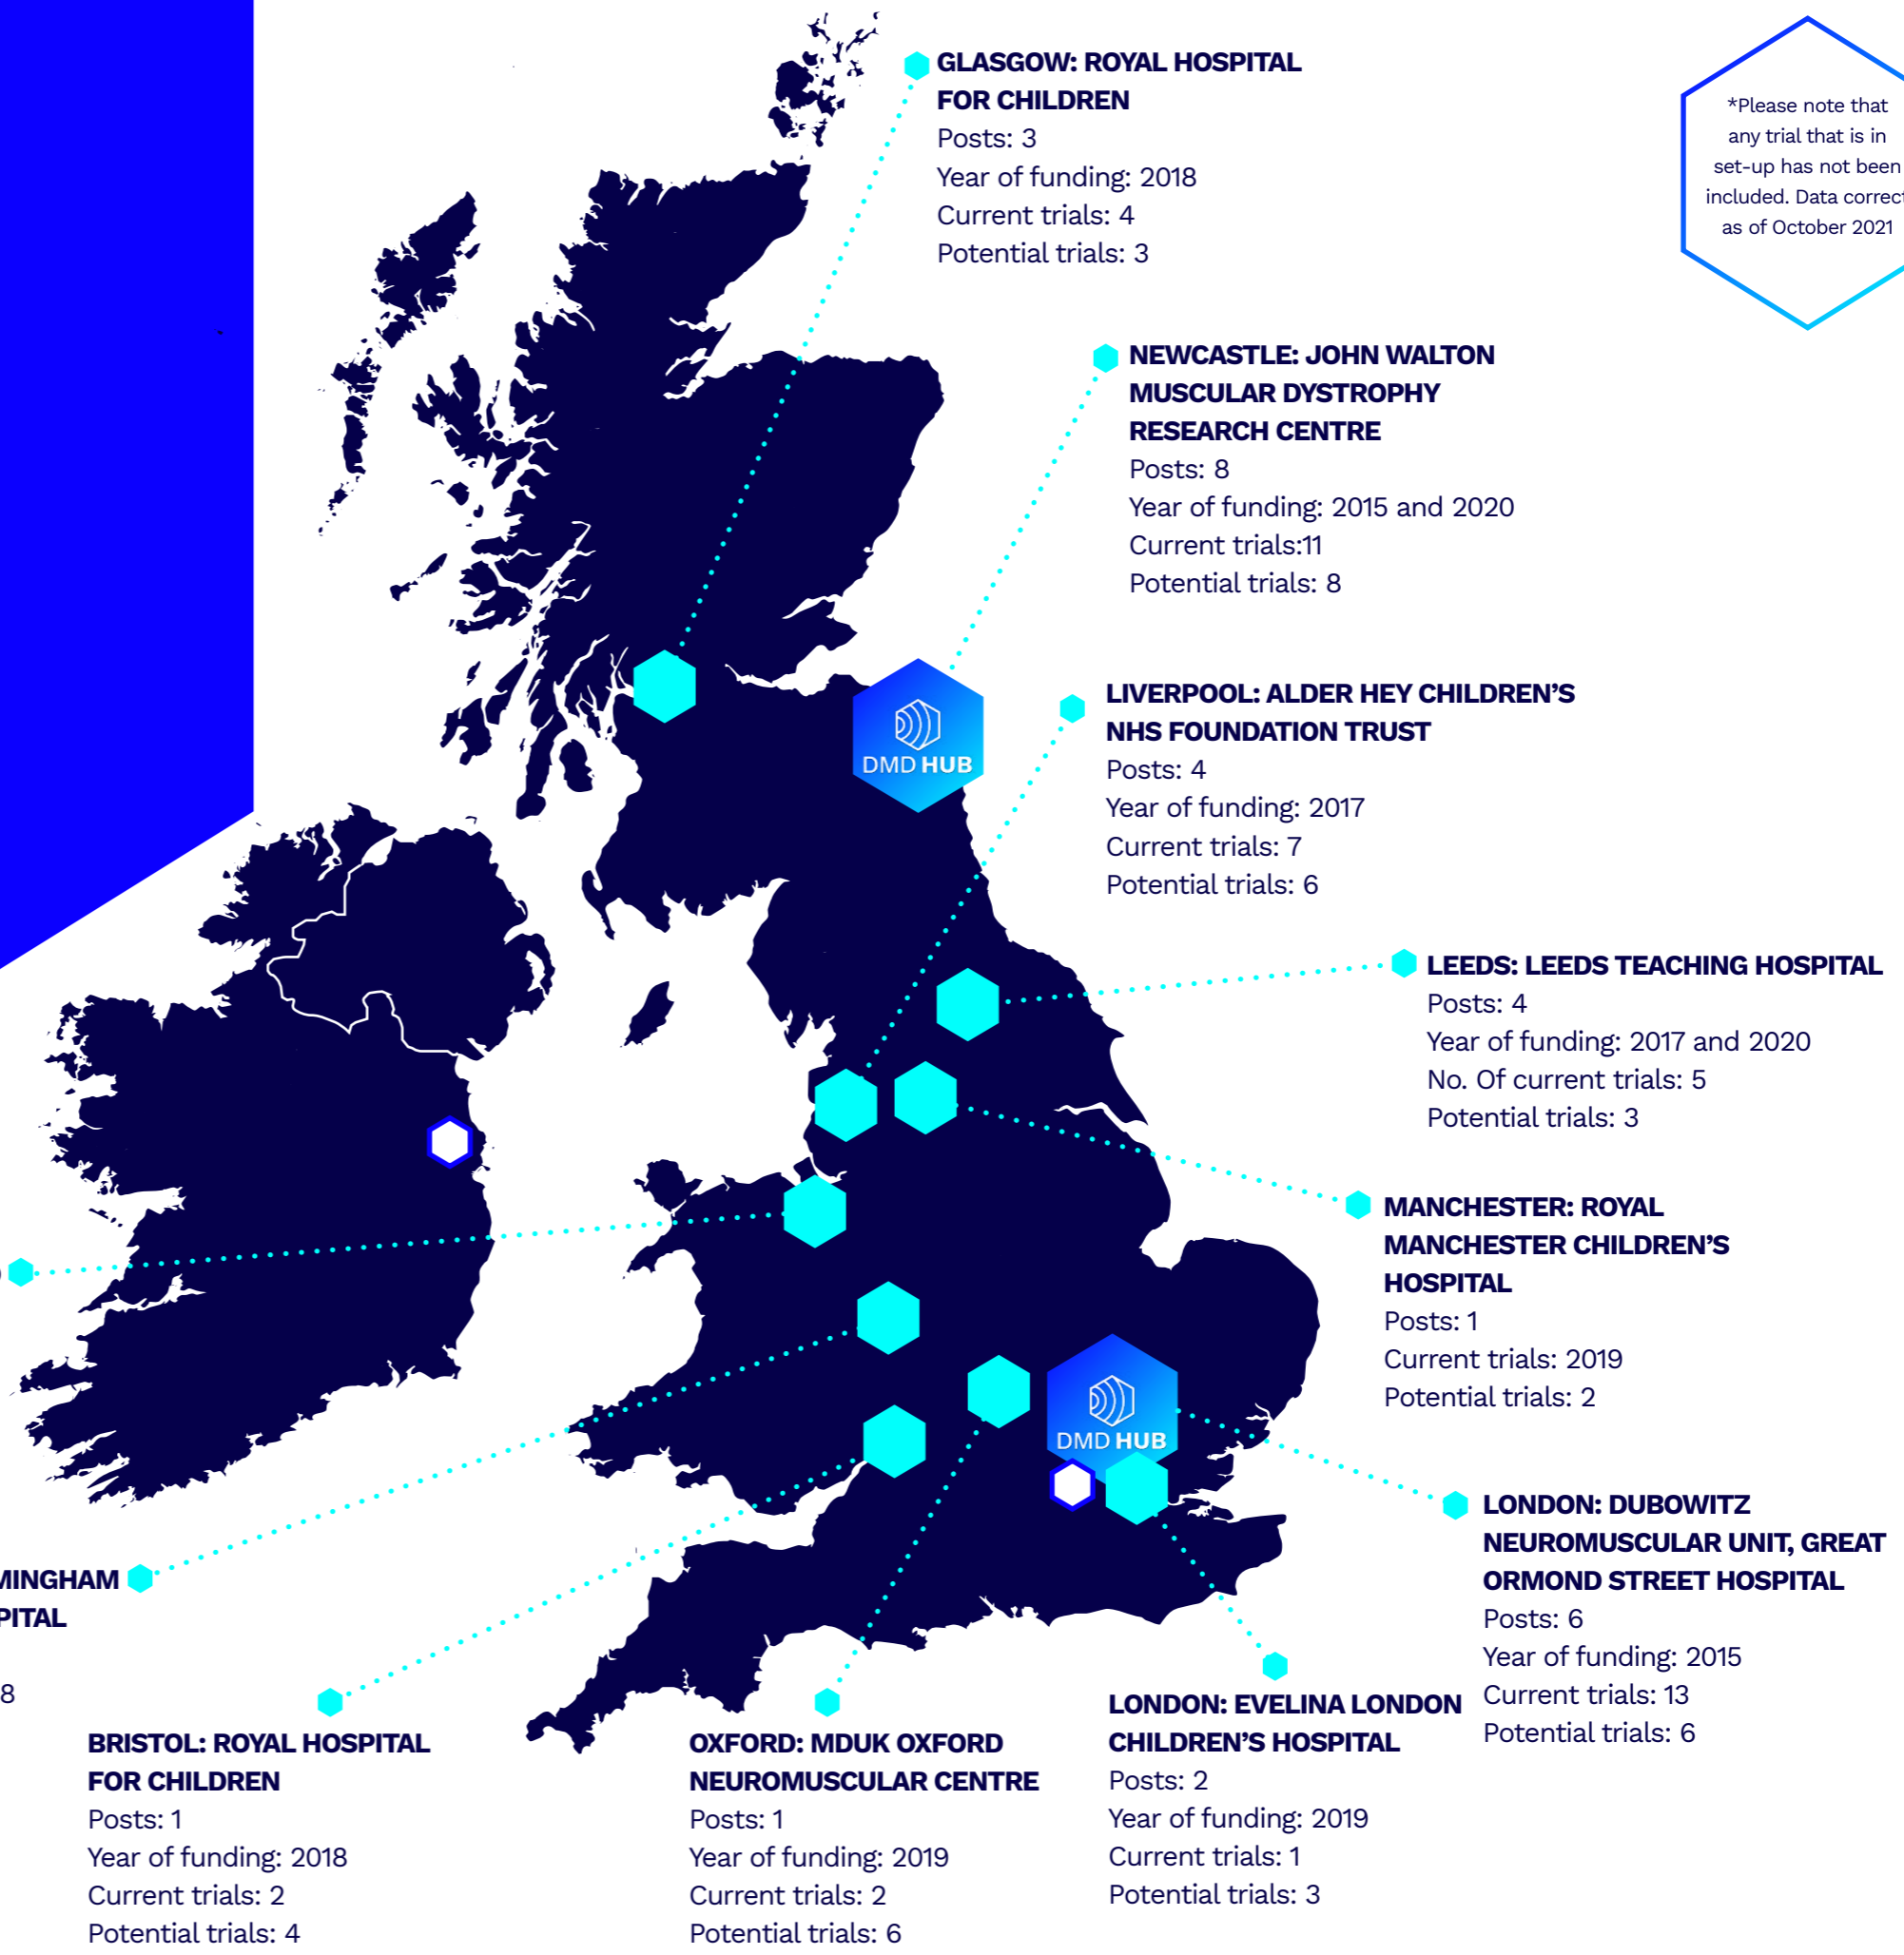 GLASGOW: ROYAL HOSPITAL
FOR CHILDREN
Posts: 3
Year of funding: 2018
Current trials: 4
Potential trials: 3
*Please note that
any trial that is in
set-up has not been
included. Data correct
as of October 2021
NEWCASTLE: JOHN WALTON
MUSCULAR DYSTROPHY
RESEARCH CENTRE
Posts: 8
Year of funding: 2015 and 2020
Current trials:11
Potential trials: 8
DMD HUB
LIVERPOOL: ALDER HEY CHILDREN’S
NHS FOUNDATION TRUST
Posts: 4
Year of funding: 2017
Current trials: 7
Potential trials: 6
LEEDS: LEEDS TEACHING HOSPITAL
Posts: 4
Year of funding: 2017 and 2020
No. Of current trials: 5
Potential trials: 3
MANCHESTER: ROYAL
MANCHESTER CHILDREN’S
HOSPITAL
Posts: 1
Current trials: 2019
Potential trials: 2
DMD HUB
LONDON: DUBOWITZ
NEUROMUSCULAR UNIT, GREAT
ORMOND STREET HOSPITAL
Posts: 6
Year of funding: 2015
Current trials: 13
Potential trials: 6
MINGHAM
PITAL
8
BRISTOL: ROYAL HOSPITAL
FOR CHILDREN
Posts: 1
Year of funding: 2018
Current trials: 2
Potential trials: 4
OXFORD: MDUK OXFORD
NEUROMUSCULAR CENTRE
Posts: 1
Year of funding: 2019
Current trials: 2
Potential trials: 6
LONDON: EVELINA LONDON
CHILDREN’S HOSPITAL
Posts: 2
Year of funding: 2019
Current trials: 1
Potential trials: 3